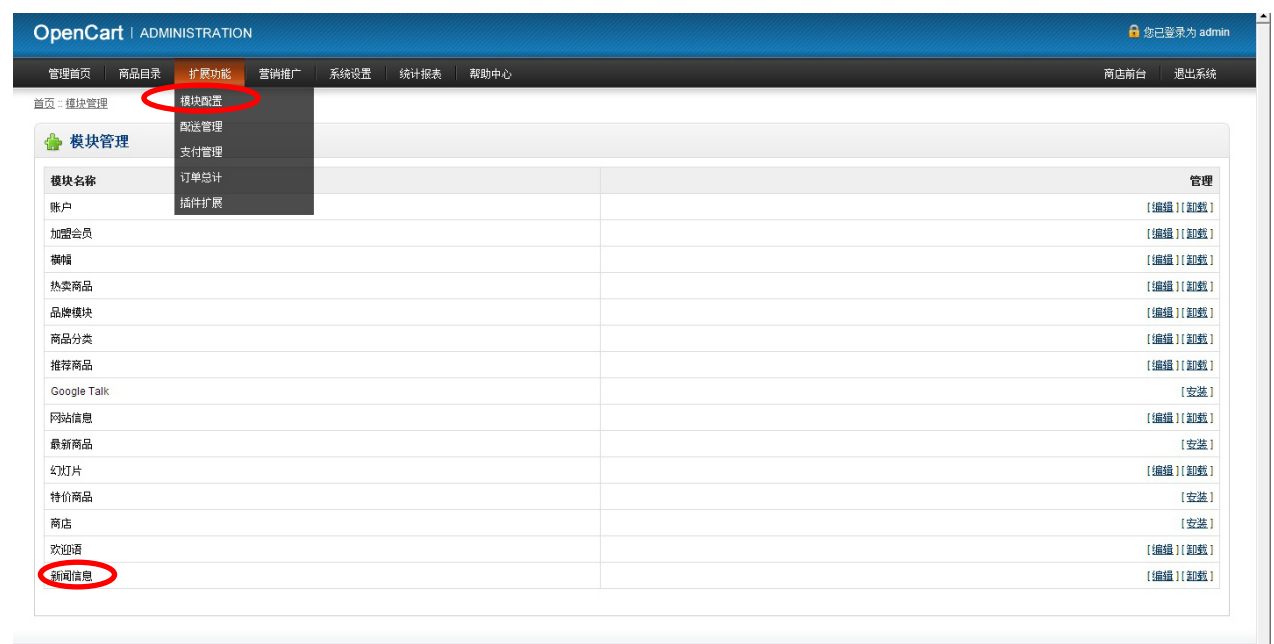 OpenCart | ADMINISTRATION 您已登录为 admin
管理首页 商品目录 扩展功能 营销推广 系统设置 统计报表 帮助中心 商店前台 退出系统
首页 :: 模块管理
模块配置
配送管理
支付管理
订单总计
插件扩展
模块管理
模块名称 管理
账户 [ 编辑 ] [ 卸载 ]
加盟会员 [ 编辑 ] [ 卸载 ]
横幅 [ 编辑 ] [ 卸载 ]
热卖商品 [ 编辑 ] [ 卸载 ]
品牌模块 [ 编辑 ] [ 卸载 ]
商品分类 [ 编辑 ] [ 卸载 ]
推荐商品 [ 编辑 ] [ 卸载 ]
Google Talk [ 安装 ]
网站信息 [ 编辑 ] [ 卸载 ]
最新商品 [ 安装 ]
幻灯片 [ 编辑 ] [ 卸载 ]
特价商品 [ 安装 ]
商店 [ 安装 ]
欢迎语 [ 编辑 ] [ 卸载 ]
新闻信息 [ 编辑 ] [ 卸载 ]